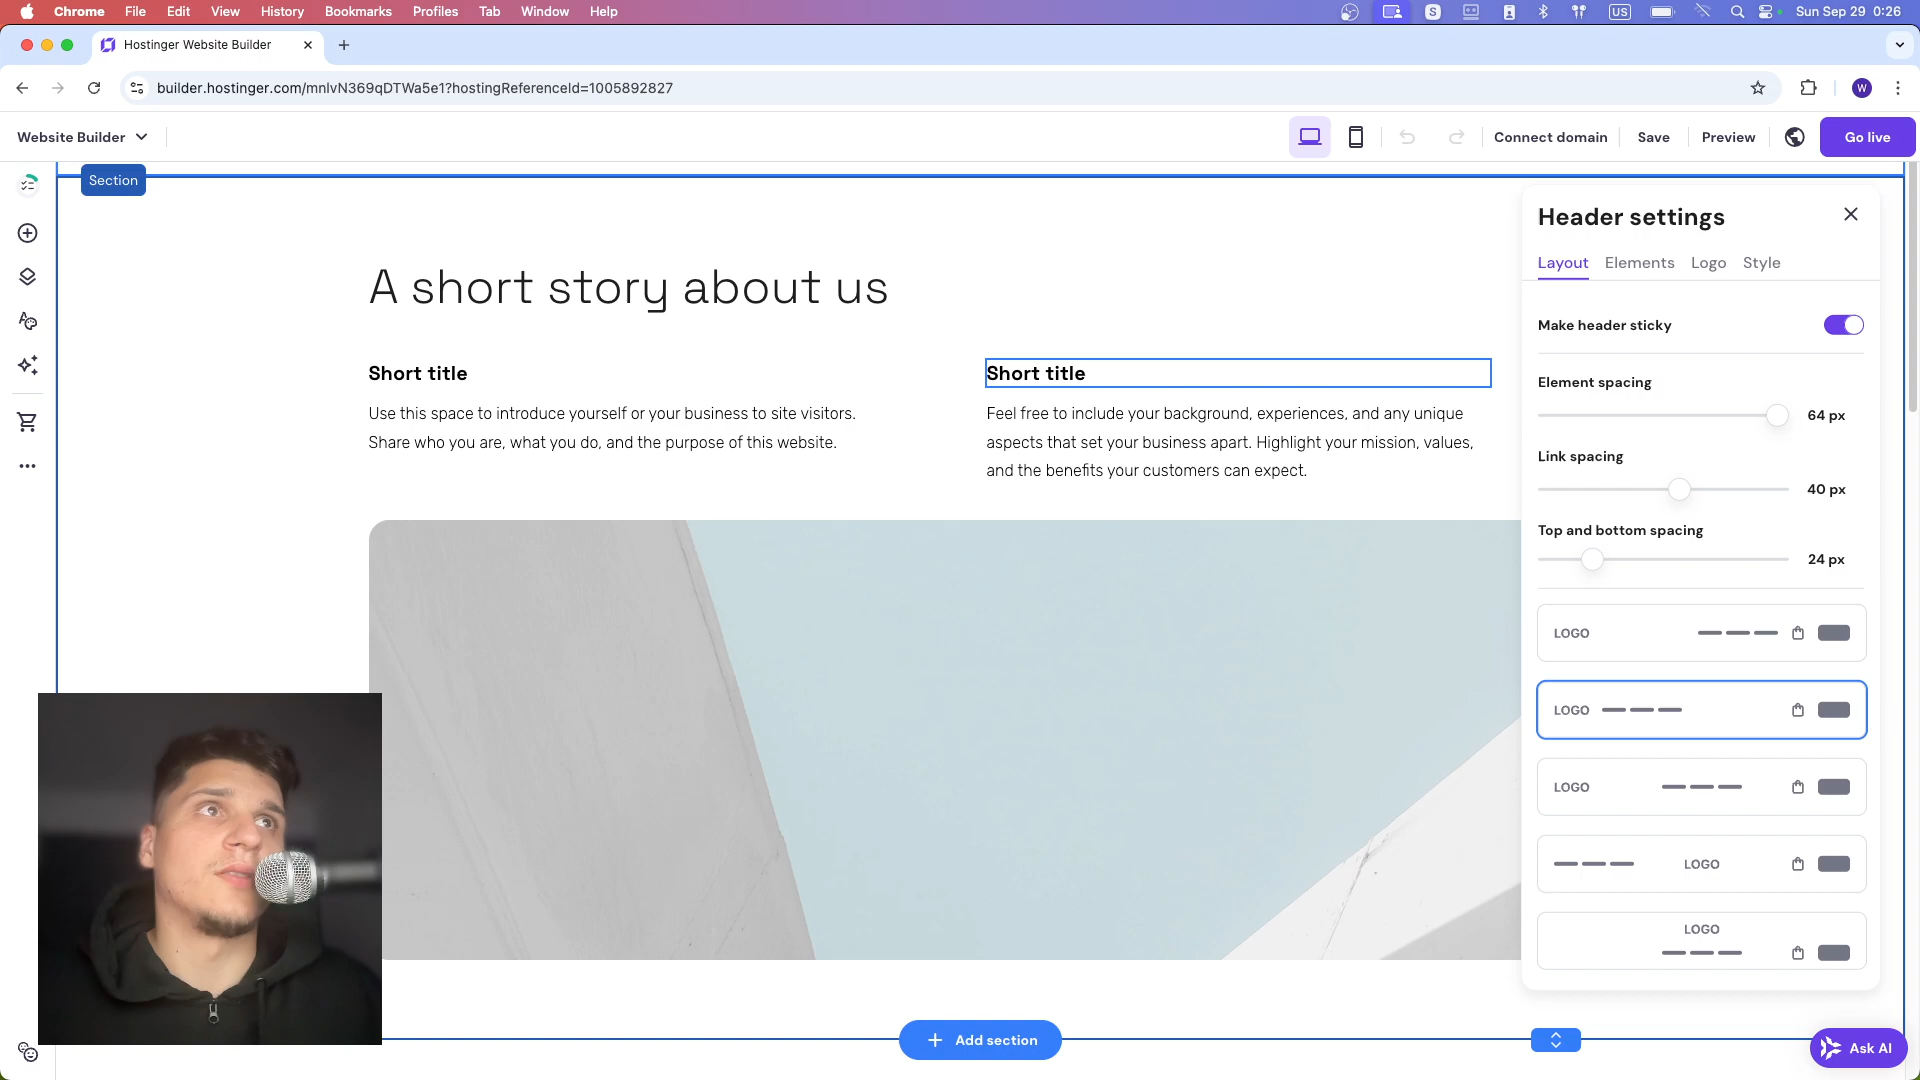 Chrome File Edit View History Bookmarks Profiles Tab Window Help
S US Sun Sep 29 0:26
Hostinger Website Builder
builder.hostinger.com/mnlvN369qDTWa5e1?hostingReferenceId=1005892827
W
Website Builder
Connect domain Save Preview Go live
Section
A short story about us
Short title
Use this space to introduce yourself or your business to site visitors.
Share who you are, what you do, and the purpose of this website.
Short title
Feel free to include your background, experiences, and any unique
aspects that set your business apart. Highlight your mission, values,
and the benefits your customers can expect.
Header settings
Layout Elements Logo Style
Make header sticky
Element spacing
64 px
Link spacing
40 px
Top and bottom spacing
24 px
LOGO
LOGO
LOGO
LOGO
LOGO
Add section
Ask AI